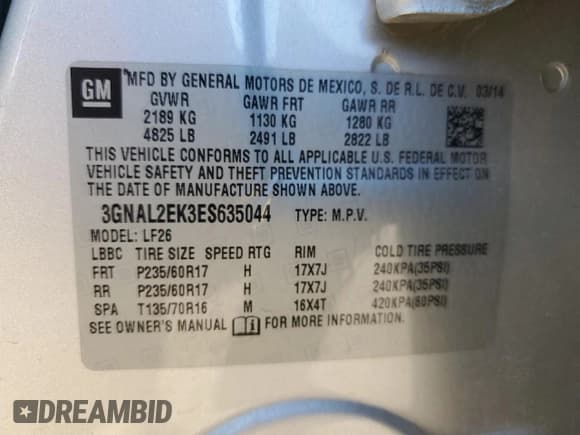 GM
MFD BY GENERAL MOTORS DE MEXICO, S. DE R.L. DE C.V. 03/14
GVWR GAWR FRT GAWR RR
2189 KG 1130 KG 1280 KG
4825 LB 2491 LB 2822 LB
THIS VEHICLE CONFORMS TO ALL APPLICABLE U.S. FEDERAL MOTOR
VEHICLE SAFETY AND THEFT PREVENTION STANDARDS IN EFFECT ON
THE DATE OF MANUFACTURE SHOWN ABOVE.
3GNAL2EK3ES635044 TYPE: M.P.V.
MODEL: LF26
LBBC TIRE SIZE SPEED RTG RIM COLD TIRE PRESSURE
FRT P235/60R17 H 17X7J 240KPA(35PSI)
RR P235/60R17 H 17X7J 240KPA(35PSI)
SPA T135/70R16 M 16X4T 420KPA(60PSI)
SEE OWNER'S MANUAL FOR MORE INFORMATION.
DREAMBID